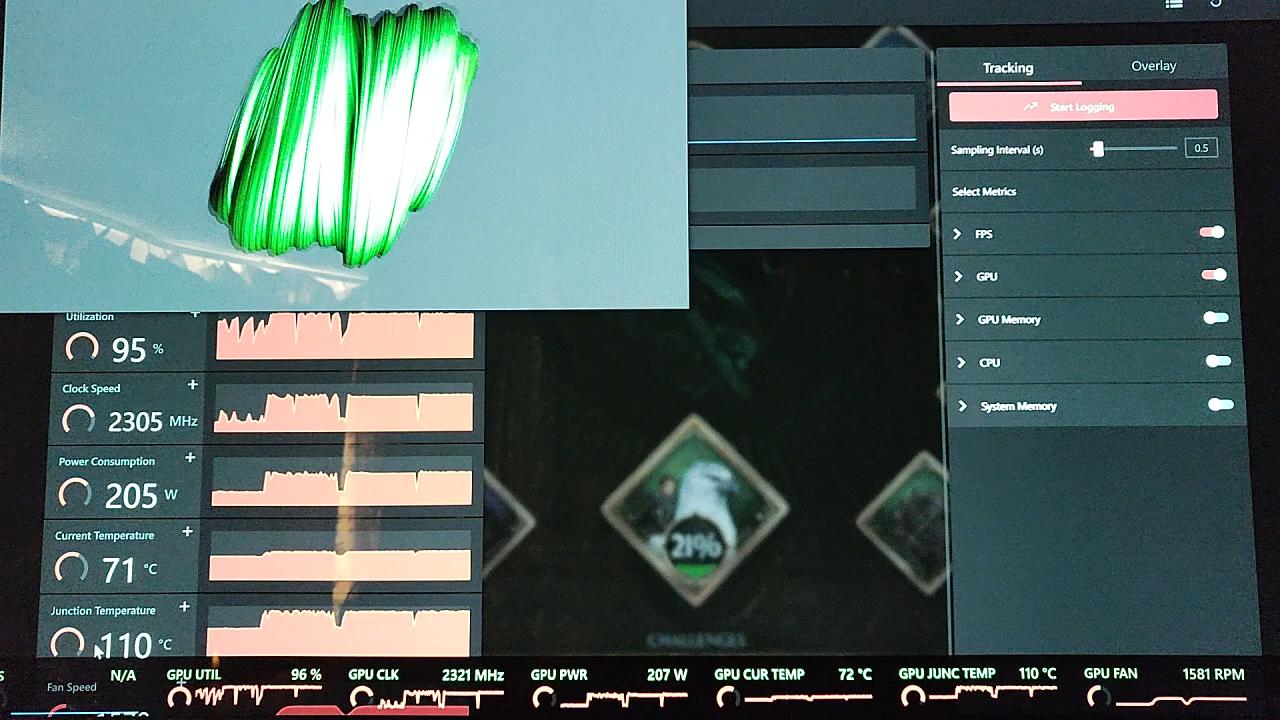 Tracking
Overlay
Start Logging
Sampling Interval (s)
0.5
Select Metrics
FPS
GPU
GPU Memory
CPU
System Memory
Utilization
95 %
Clock Speed
2305 MHz
Power Consumption
205 W
Current Temperature
71 °C
Junction Temperature
110 °C
Fan Speed
21%
CHALLENGES
S
N/A
GPU UTIL
96 %
GPU CLK
2321 MHz
GPU PWR
207 W
GPU CUR TEMP
72 °C
GPU JUNC TEMP
110 °C
GPU FAN
1581 RPM